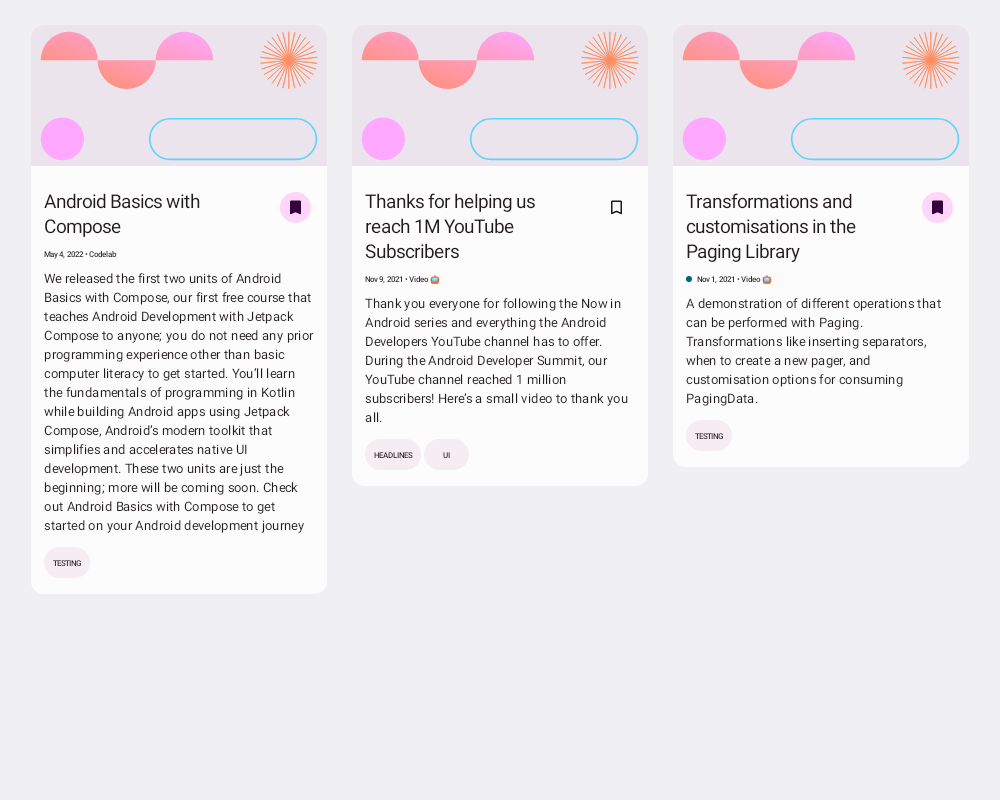 Android Basics with
Compose
May 4, 2022 • Codelab
We released the first two units of Android
Basics with Compose, our first free course that
teaches Android Development with Jetpack
Compose to anyone; you do not need any prior
programming experience other than basic
computer literacy to get started. You’ll learn
the fundamentals of programming in Kotlin
while building Android apps using Jetpack
Compose, Android’s modern toolkit that
simplifies and accelerates native UI
development. These two units are just the
beginning; more will be coming soon. Check
out Android Basics with Compose to get
started on your Android development journey
TESTING
Thanks for helping us
reach 1M YouTube
Subscribers
Nov 9, 2021 • Video 📺
Thank you everyone for following the Now in
Android series and everything the Android
Developers YouTube channel has to offer.
During the Android Developer Summit, our
YouTube channel reached 1 million
subscribers! Here’s a small video to thank you
all.
HEADLINES
UI
Transformations and
customisations in the
Paging Library
Nov 1, 2021 • Video 📺
A demonstration of different operations that
can be performed with Paging.
Transformations like inserting separators,
when to create a new pager, and
customisation options for consuming
PagingData.
TESTING